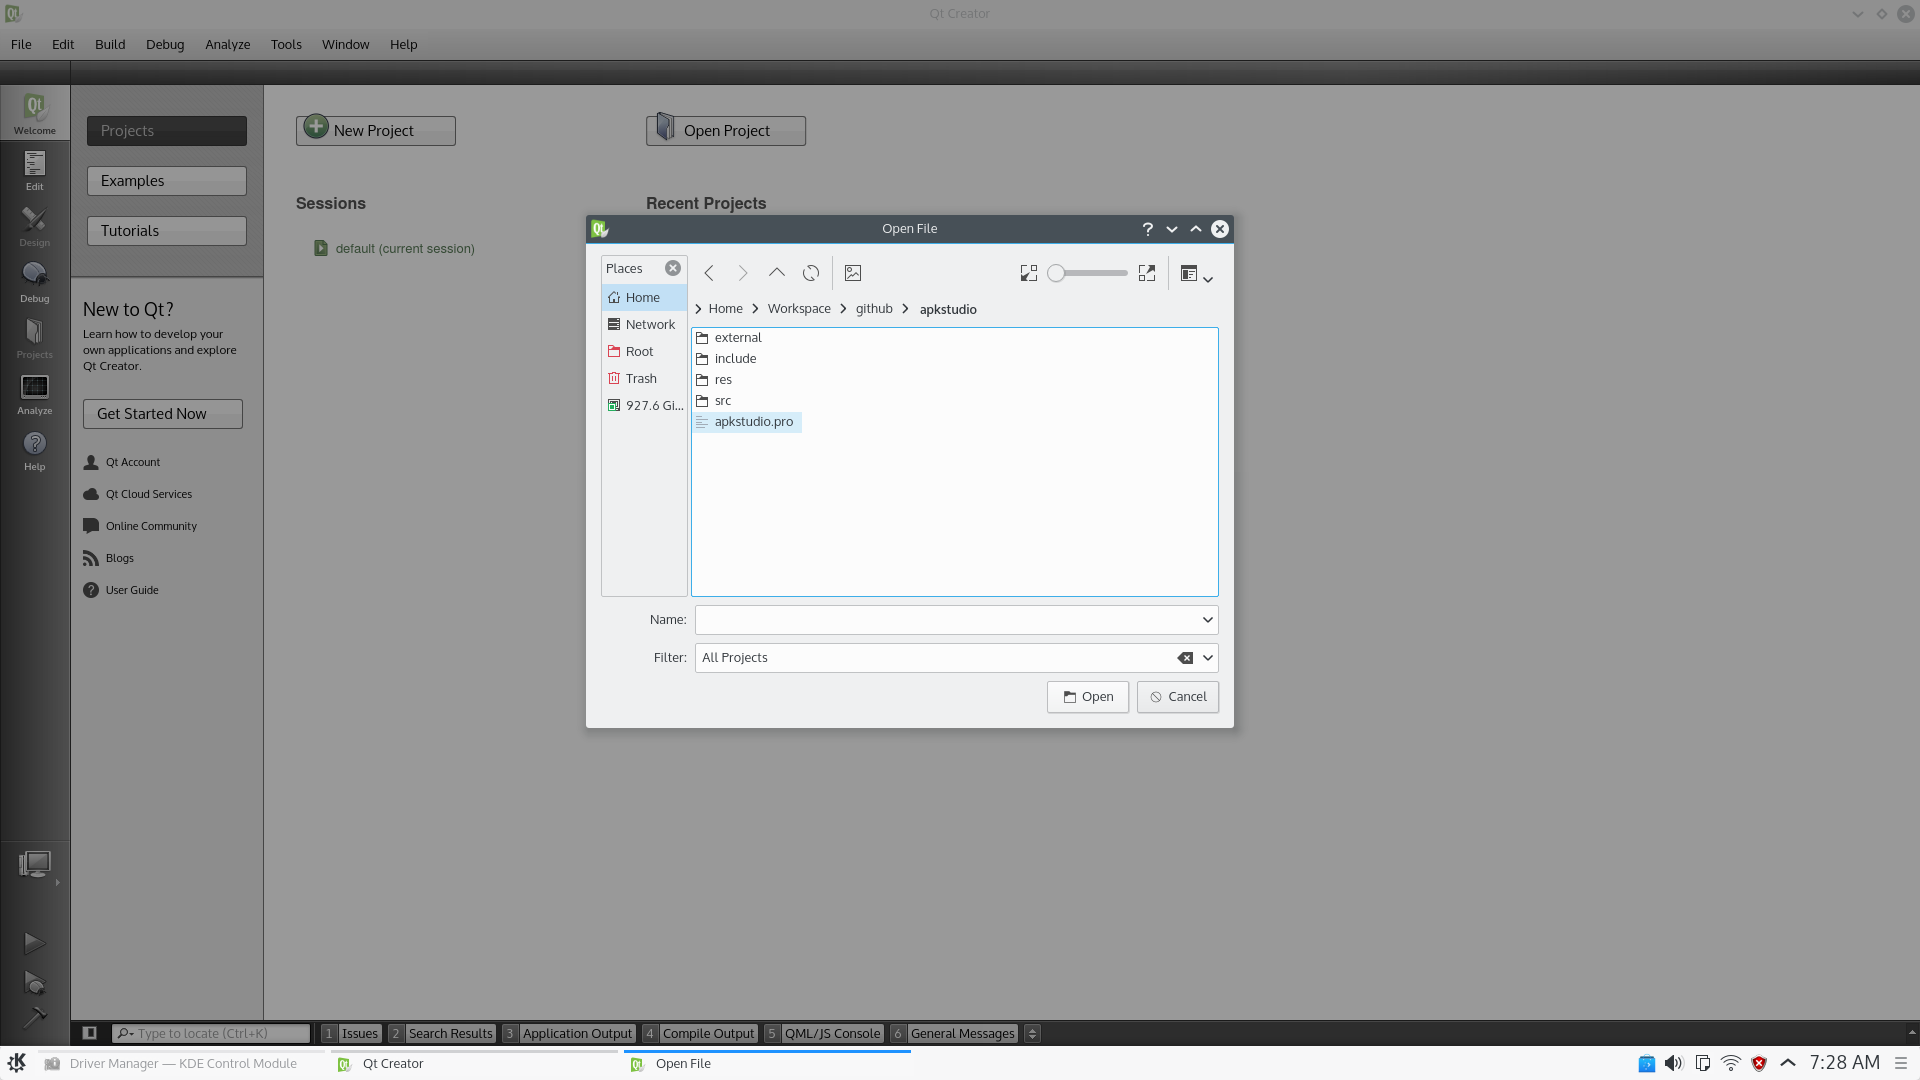 Qt Creator
File Edit Build Debug Analyze Tools Window Help
Welcome
Edit
Design
Debug
Projects
Analyze
Help
Projects
Examples
Tutorials
New to Qt?
Learn how to develop your
own applications and explore
Qt Creator.
Get Started Now
Qt Account
Qt Cloud Services
Online Community
Blogs
User Guide
New Project
Open Project
Sessions
default (current session)
Recent Projects
Open File
Places
Home
Network
Root
Trash
927.6 Gi...
Home Workspace github apkstudio
external
include
res
src
apkstudio.pro
Name:
Filter: All Projects
Open Cancel
Type to locate (Ctrl+K) 1 Issues 2 Search Results 3 Application Output 4 Compile Output 5 QML/JS Console 6 General Messages
Driver Manager — KDE Control Module Qt Creator Open File 7:28 AM